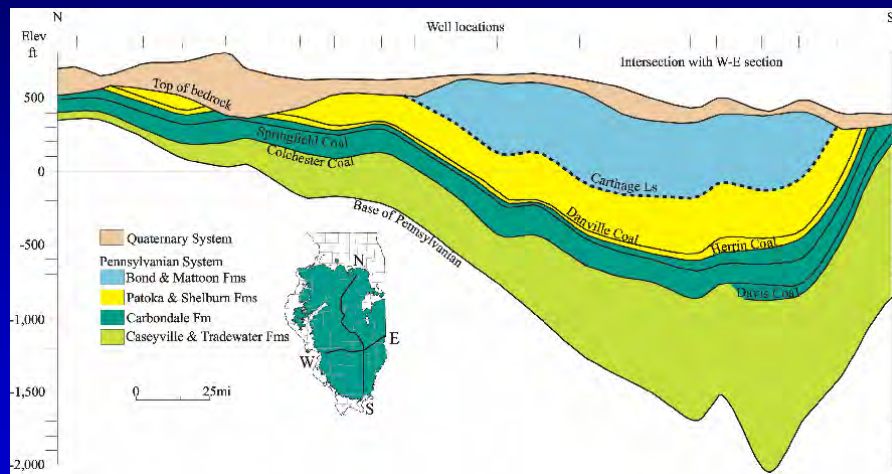 N
Well locations
S
Rlev
ft
Intersection with W-E section
500
0
-500
-1,000
-1,500
-2,000
Top of bedrock
Springfield Coal
Colchester Coal
Base of Pennsylvanian
Carthage Ls
Danville Coal
Herrin Coal
Davis Coal
Quaternary System
Pennsylvanian System
Bond & Mattoon Fms
Patoka & Shelburn Fms
Carbondale Fm
Caseyville & Tradewater Fms
0 25mi
N
E
W
S